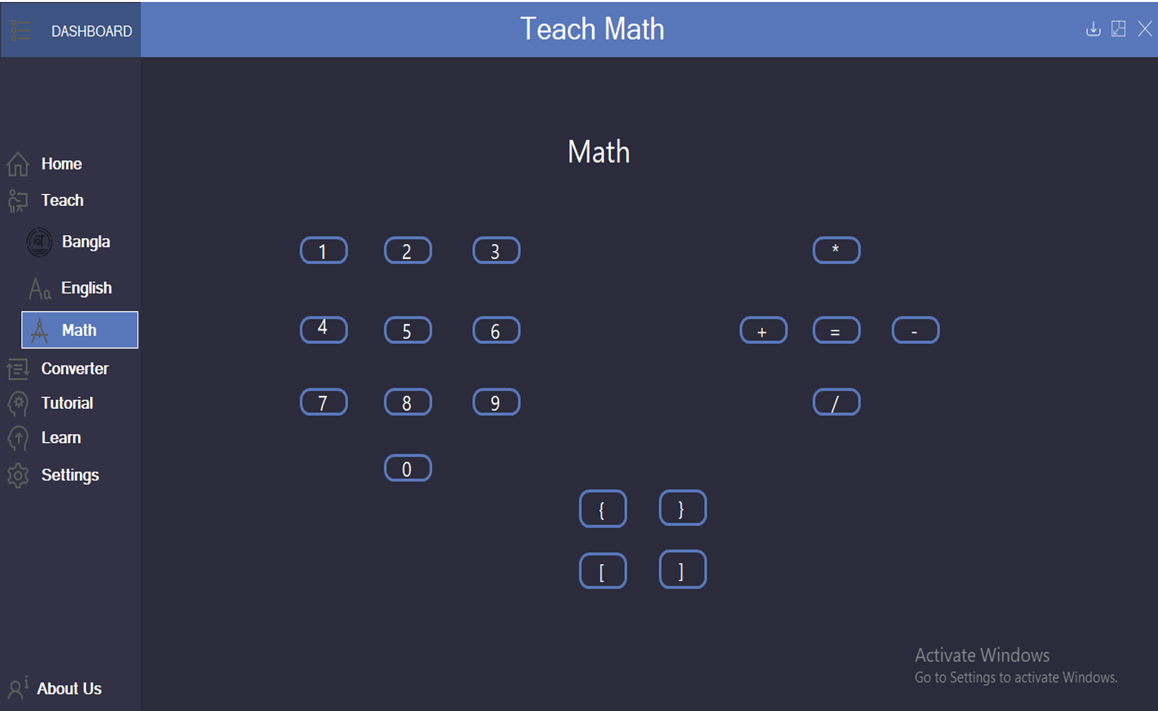 DASHBOARD
Teach Math
Home
Teach
Bangla
English
Math
Converter
Tutorial
Learn
Settings
About Us
Math
1 2 3
4 5 6
7 8 9
0
*
+ = -
/
{ }
[ ]
Activate Windows
Go to Settings to activate Windows.